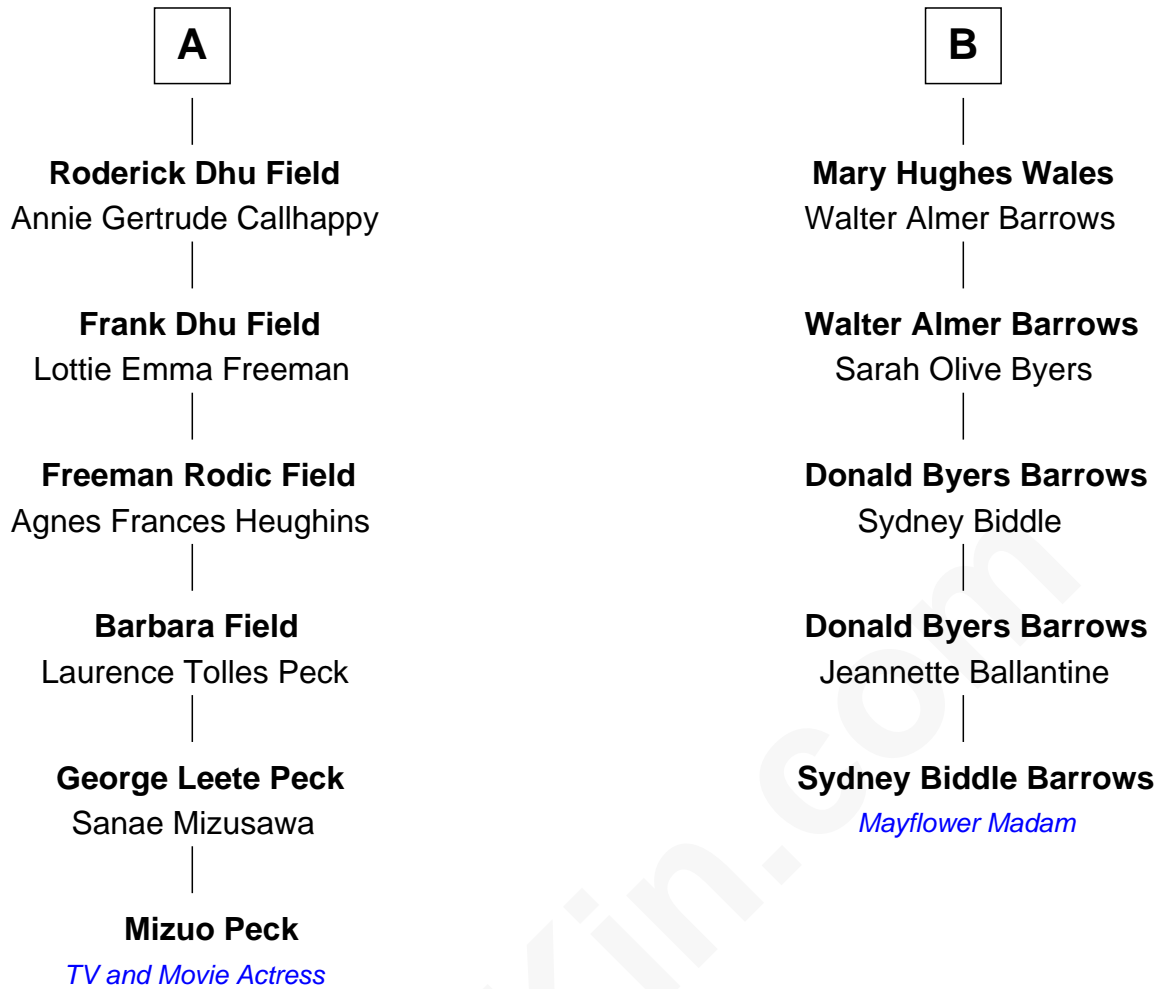 A
Roderick Dhu Field
Annie Gertrude Callhappy
Frank Dhu Field
Lottie Emma Freeman
Freeman Rodic Field
Agnes Frances Heughins
Barbara Field
Laurence Tolles Peck
George Leete Peck
Sanae Mizusawa
Mizuo Peck
TV and Movie Actress
B
Mary Hughes Wales
Walter Almer Barrows
Walter Almer Barrows
Sarah Olive Byers
Donald Byers Barrows
Sydney Biddle
Donald Byers Barrows
Jeannette Ballantine
Sydney Biddle Barrows
Mayflower Madam
Kin.com